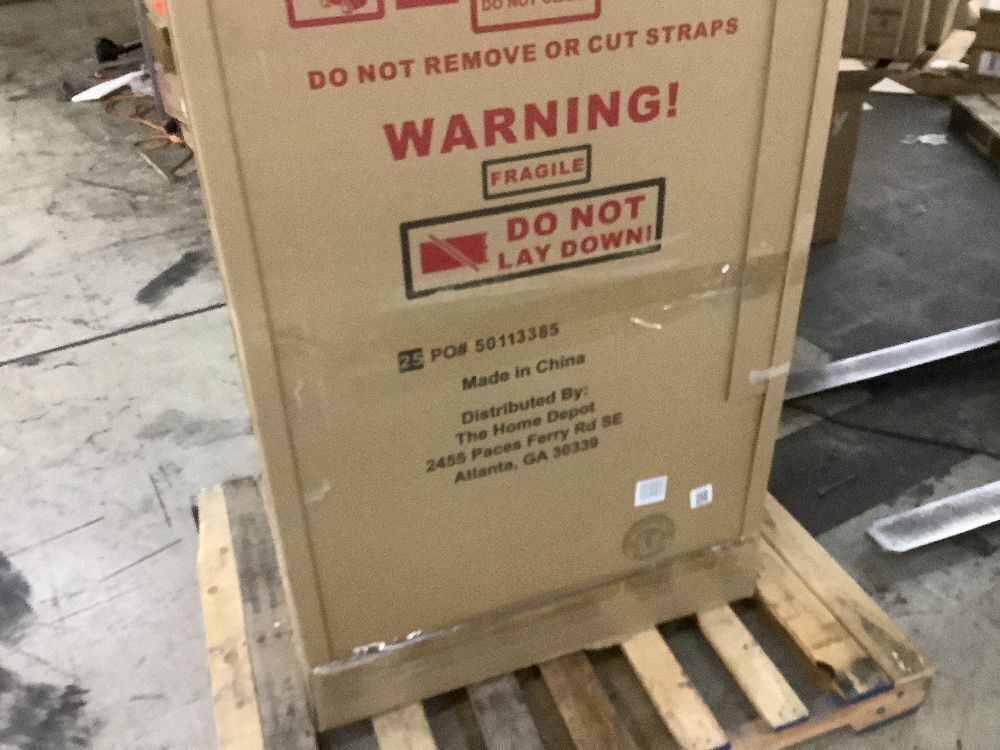 DO NOT REMOVE OR CUT STRAPS
WARNING!
FRAGILE
DO NOT
LAY DOWN!
25 PO# 50113385
Made in China
Distributed By:
The Home Depot
2455 Paces Ferry Rd SE
Atlanta, GA 30339